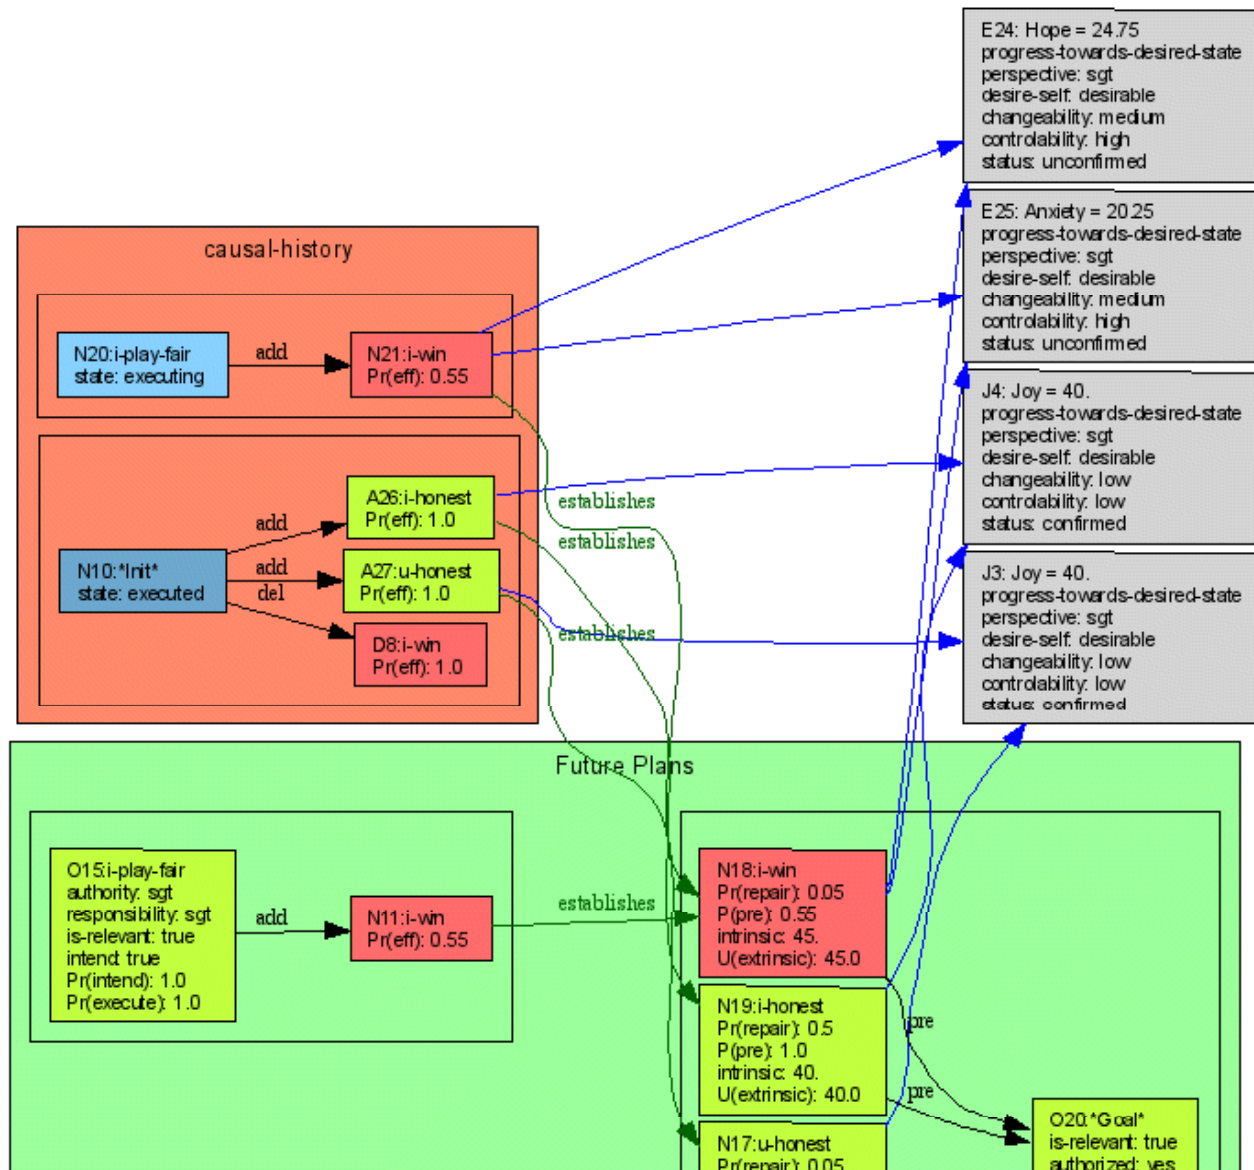 E24: Hope = 24.75
progress-towards-desired-state
perspective: sgt
desire-self: desirable
changeability: medium
controlability: high
status: unconfirmed
E25: Anxiety = 20.25
progress-towards-desired-state
perspective: sgt
desire-self: desirable
changeability: medium
controlability: high
status: unconfirmed
J4: Joy = 40.
progress-towards-desired-state
perspective: sgt
desire-self: desirable
changeability: low
controlability: low
status: confirmed
J3: Joy = 40.
progress-towards-desired-state
perspective: sgt
desire-self: desirable
changeability: low
controlability: low
status: confirmed
causal-history
N20:i-play-fair
state: executing
add
N21:i-win
Pr(eff): 0.55
N10:*Init*
state: executed
add
add
del
A26:i-honest
Pr(eff): 1.0
A27:u-honest
Pr(eff): 1.0
D8:i-win
Pr(eff): 1.0
establishes
establishes
establishes
Future Plans
O15:i-play-fair
authority: sgt
responsibility: sgt
is-relevant: true
intend: true
Pr(intend): 1.0
Pr(execute): 1.0
add
N11:i-win
Pr(eff): 0.55
establishes
N18:i-win
Pr(repair): 0.05
P(pre): 0.55
intrinsic: 45.
U(extrinsic): 45.0
N19:i-honest
Pr(repair): 0.5
P(pre): 1.0
intrinsic: 40.
U(extrinsic): 40.0
pre
pre
N17:u-honest
Pr(repair): 0.05
O20:*Goal*
is-relevant: true
authorized: yes